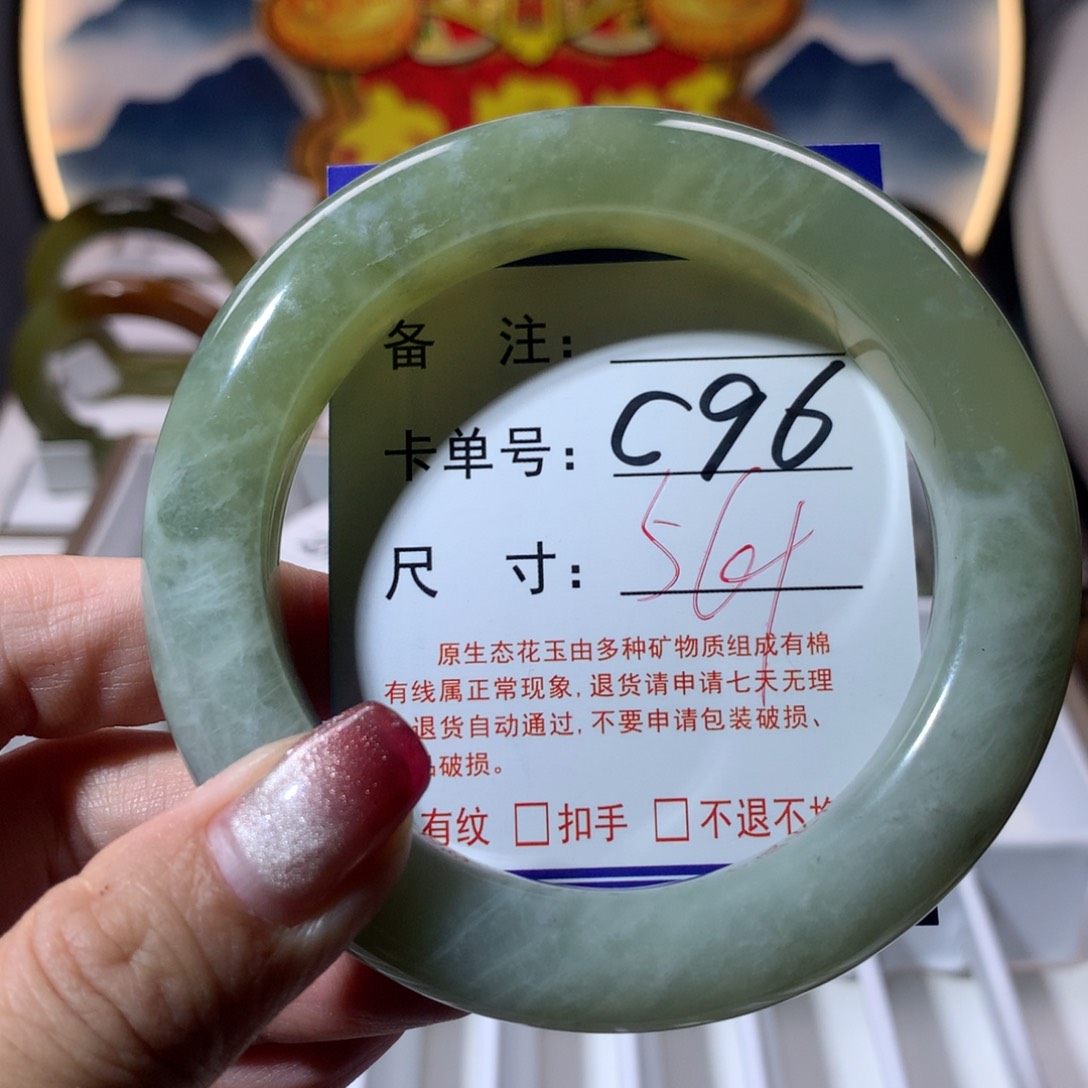 备 注：
卡单号：C96
尺 寸：
原生态花玉由多种矿物质组成有棉
有线属正常现象，退货请申请七天无理
退货自动通过，不要申请包装破损、
破损。
有纹 □扣手 □不退不